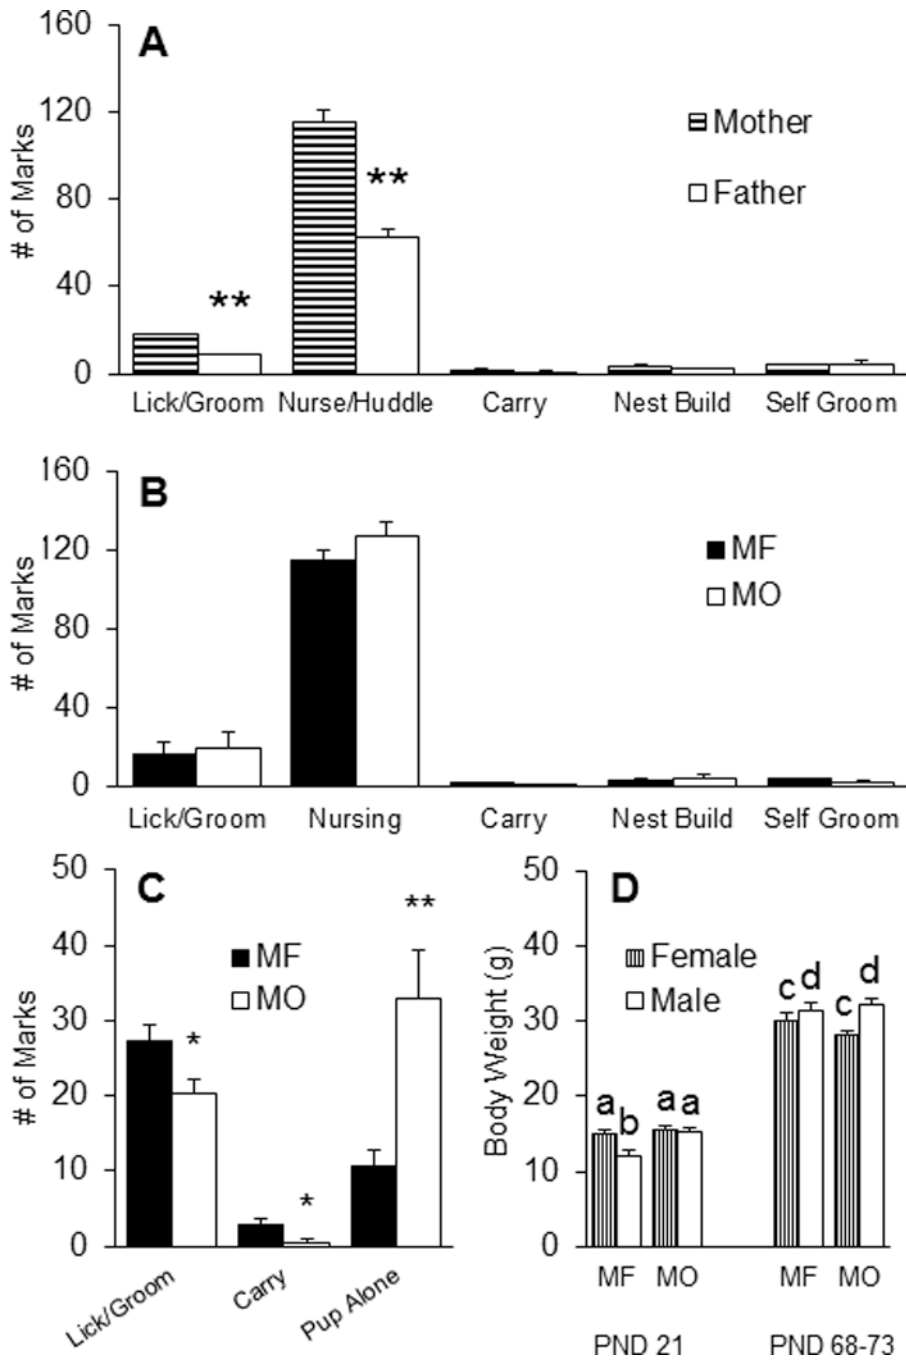 A
160
120
80
40
0
# of Marks
Mother
Father
**
**
Lick/Groom Nurse/Huddle Carry Nest Build Self Groom
B
160
120
80
40
0
# of Marks
MF
MO
Lick/Groom Nursing Carry Nest Build Self Groom
C
50
40
30
20
10
0
# of Marks
MF
MO
*
*
**
Lick/Groom Carry Pup Alone
D
50
40
30
20
10
0
Body Weight (g)
Female
Male
a b a a c d c d
MF MO MF MO
PND 21 PND 68-73